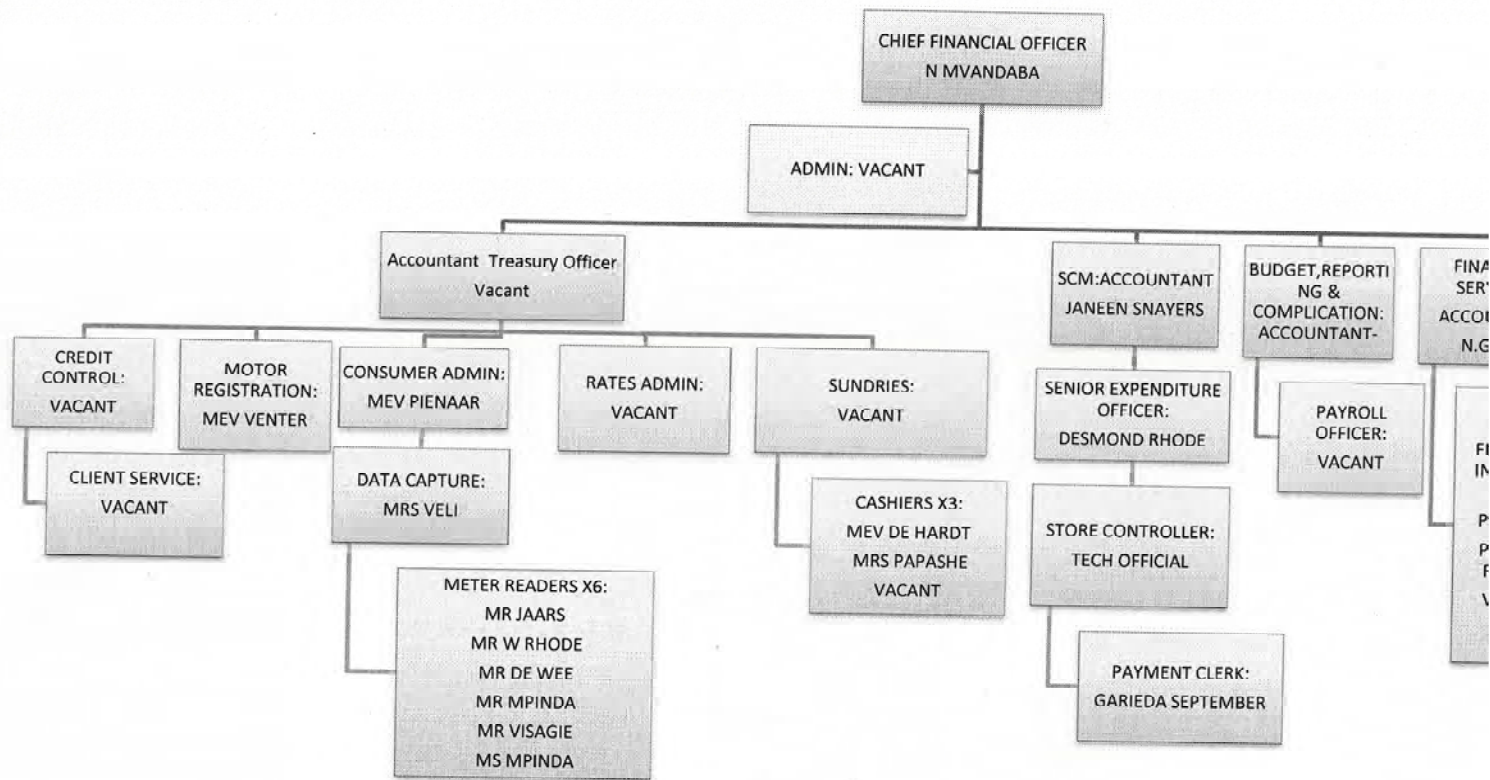 CHIEF FINANCIAL OFFICER
N MVANDABA
ADMIN: VACANT
Accountant Treasury Officer
Vacant
SCM:ACCOUNTANT
JANEEN SNAYERS
BUDGET,REPORTI
NG &
COMPLICATION:
ACCOUNTANT-
FINA
SER
ACCOU
N.G
CREDIT
CONTROL:
VACANT
MOTOR
REGISTRATION:
MEV VENTER
CONSUMER ADMIN:
MEV PIENAAR
RATES ADMIN:
VACANT
SUNDRIES:
VACANT
SENIOR EXPENDITURE
OFFICER:
DESMOND RHODE
PAYROLL
OFFICER:
VACANT
CLIENT SERVICE:
VACANT
DATA CAPTURE:
MRS VELI
CASHIERS X3:
MEV DE HARDT
MRS PAPASHE
VACANT
STORE CONTROLLER:
TECH OFFICIAL
METER READERS X6:
MR JAARS
MR W RHODE
MR DE WEE
MR MPINDA
MR VISAGIE
MS MPINDA
PAYMENT CLERK:
GARIEDA SEPTEMBER